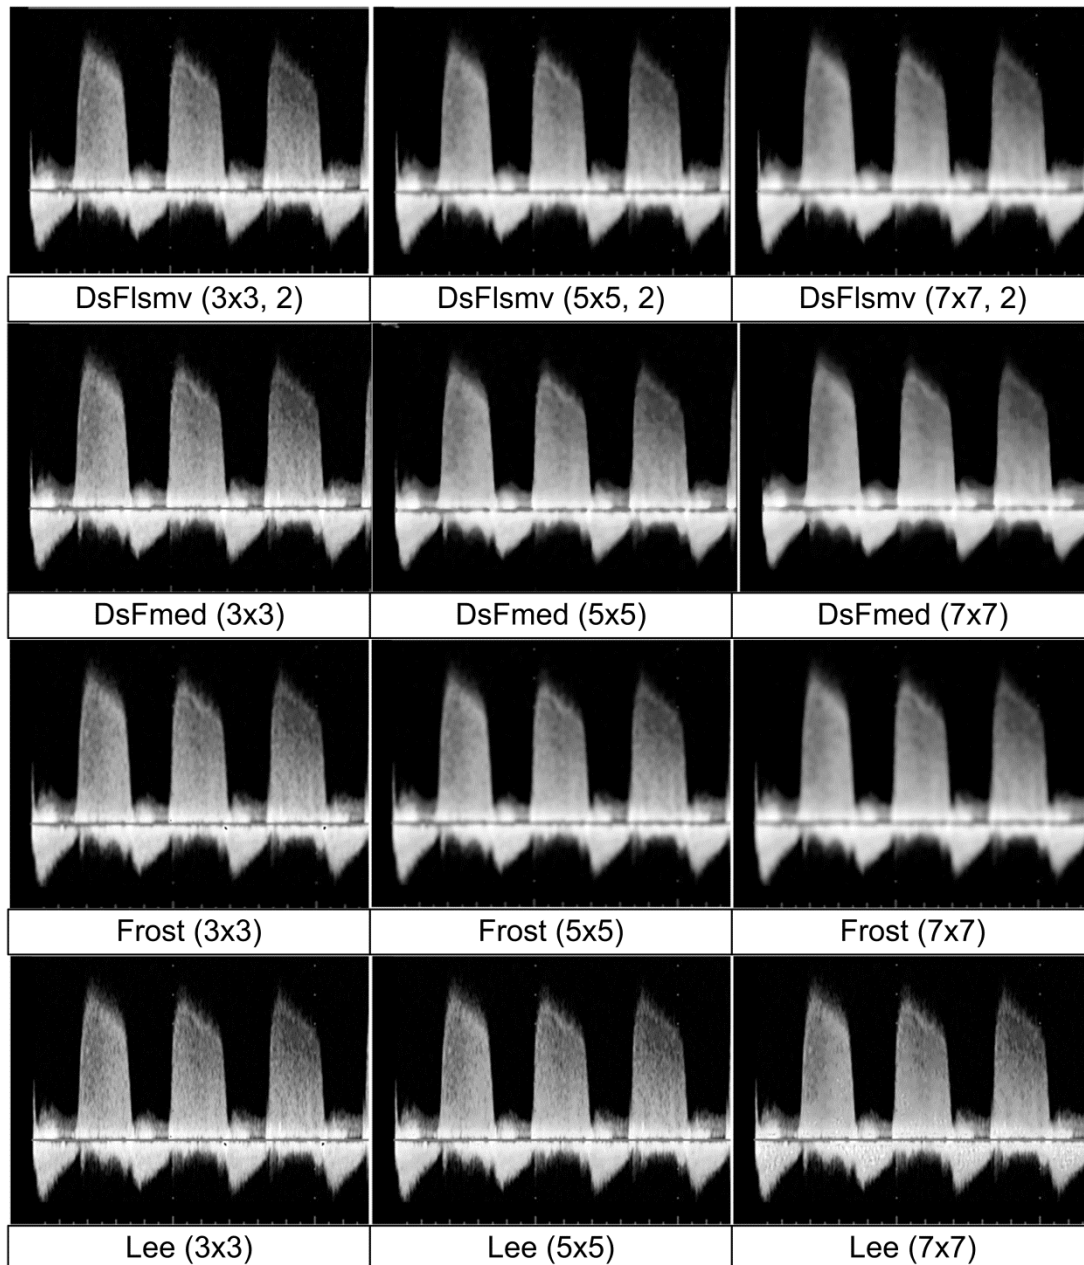 DsFlsmv (3x3, 2)
DsFlsmv (5x5, 2)
DsFlsmv (7x7, 2)
DsFmed (3x3)
DsFmed (5x5)
DsFmed (7x7)
Frost (3x3)
Frost (5x5)
Frost (7x7)
Lee (3x3)
Lee (5x5)
Lee (7x7)